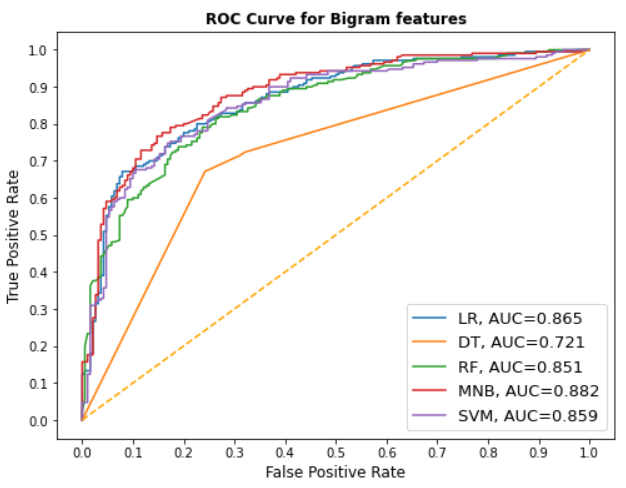 ROC Curve for Bigram features
True Positive Rate
1.0
0.9
0.8
0.7
0.6
0.5
0.4
0.3
0.2
0.1
0.0
LR, AUC=0.865
DT, AUC=0.721
RF, AUC=0.851
MNB, AUC=0.882
SVM, AUC=0.859
0.0 0.1 0.2 0.3 0.4 0.5 0.6 0.7 0.8 0.9 1.0
False Positive Rate